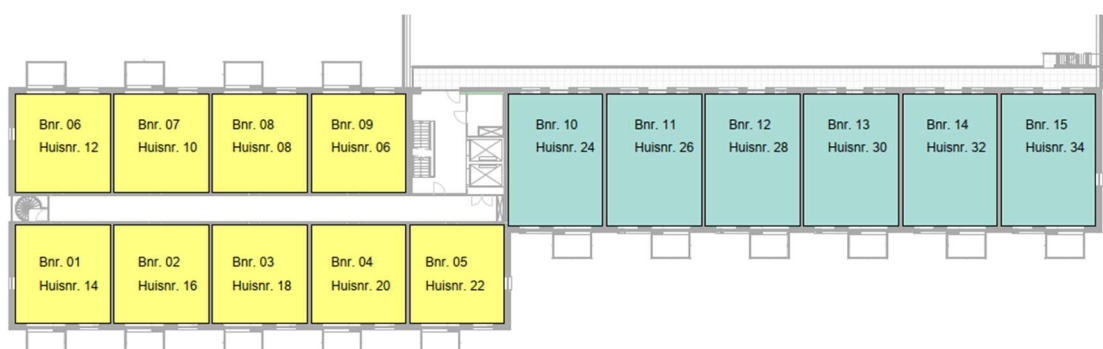 Bnr. 06
Huisnr. 12
Bnr. 07
Huisnr. 10
Bnr. 08
Huisnr. 08
Bnr. 09
Huisnr. 06
Bnr. 10
Huisnr. 24
Bnr. 11
Huisnr. 26
Bnr. 12
Huisnr. 28
Bnr. 13
Huisnr. 30
Bnr. 14
Huisnr. 32
Bnr. 15
Huisnr. 34
Bnr. 01
Huisnr. 14
Bnr. 02
Huisnr. 16
Bnr. 03
Huisnr. 18
Bnr. 04
Huisnr. 20
Bnr. 05
Huisnr. 22